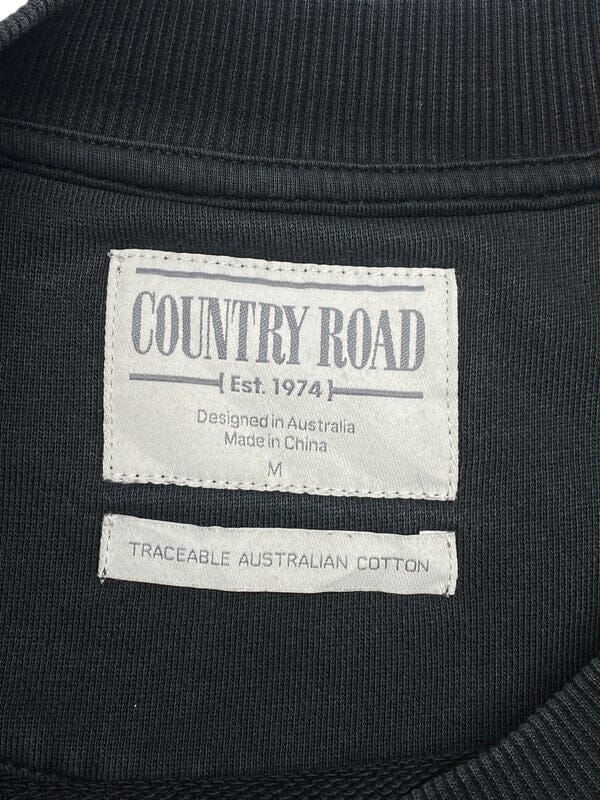 COUNTRY ROAD
[ Est. 1974 ]
Designed in Australia
Made in China
M
TRACEABLE AUSTRALIAN COTTON